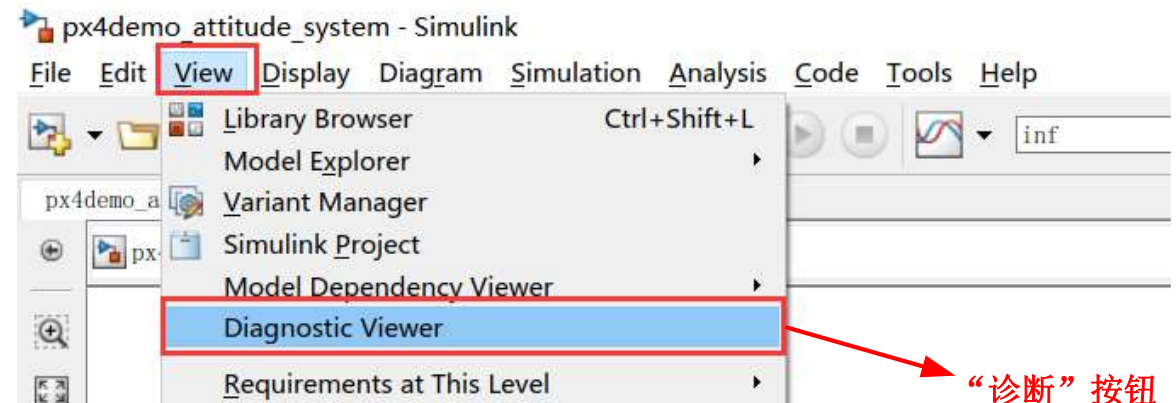 px4demo_attitude_system - Simulink
File Edit View Display Diagram Simulation Analysis Code Tools Help
Library Browser Ctrl+Shift+L
inf
Model Explorer
px4demo_a
Variant Manager
px
Simulink Project
Model Dependency Viewer
Diagnostic Viewer
Requirements at This Level
“诊断”按钮